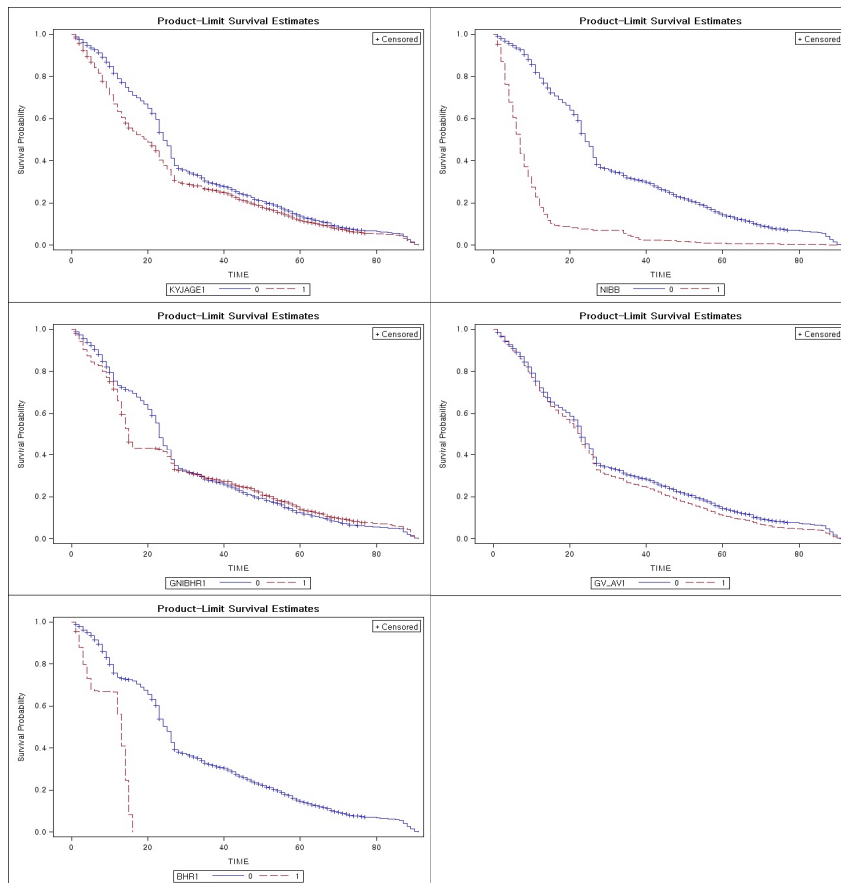 Product-Limit Survival Estimates
+ Censored
1.0
0.8
0.6
0.4
0.2
0.0
Survival Probability
0 20 40 60 80
TIME
KYJAGE1 0 1
Product-Limit Survival Estimates
+ Censored
1.0
0.8
0.6
0.4
0.2
0.0
Survival Probability
0 20 40 60 80
TIME
NIBB 0 1
Product-Limit Survival Estimates
+ Censored
1.0
0.8
0.6
0.4
0.2
0.0
Survival Probability
0 20 40 60 80
TIME
GNIBHR1 0 1
Product-Limit Survival Estimates
+ Censored
1.0
0.8
0.6
0.4
0.2
0.0
Survival Probability
0 20 40 60 80
TIME
GV_AV1 0 1
Product-Limit Survival Estimates
+ Censored
1.0
0.8
0.6
0.4
0.2
0.0
Survival Probability
0 20 40 60 80
TIME
BHR1 0 1